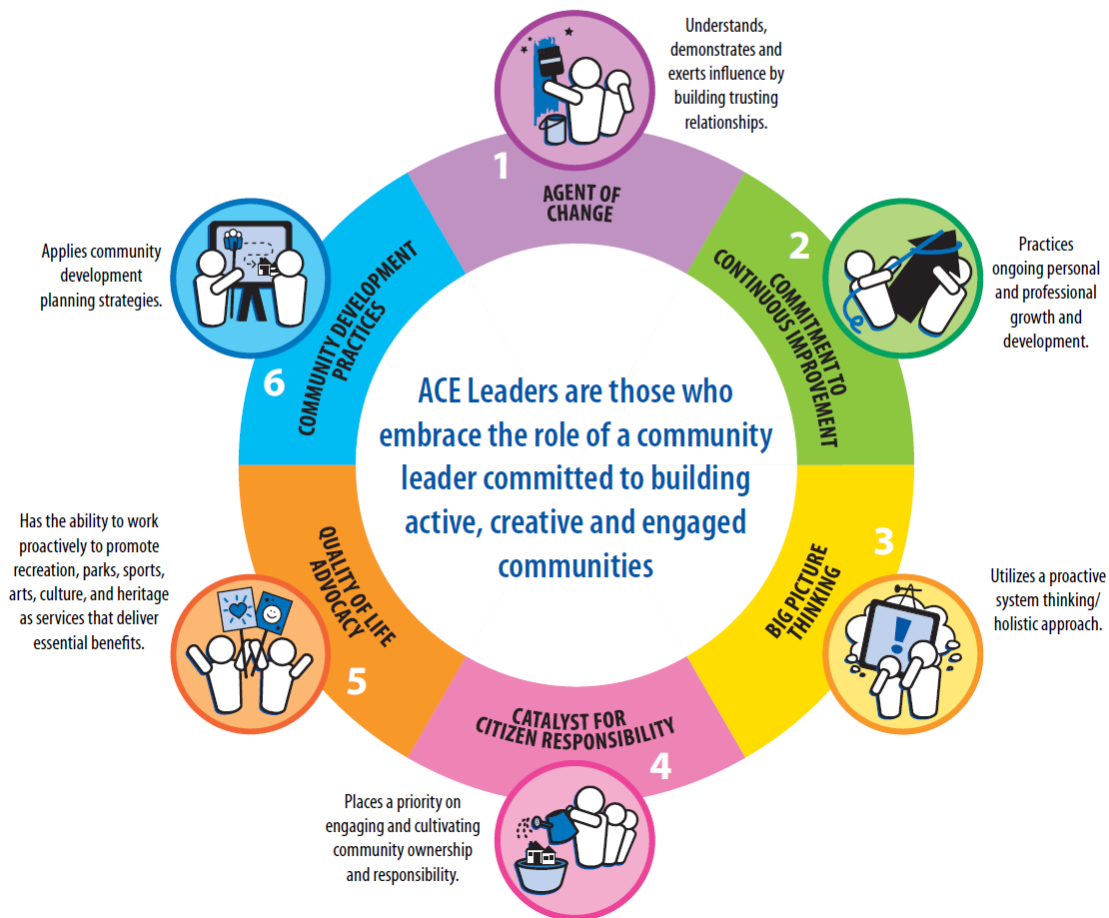 Understands,
demonstrates and
exerts influence by
building trusting
relationships.
1
AGENT OF
CHANGE
2
COMMITMENT TO
CONTINUOUS IMPROVEMENT
Practices
ongoing personal
and professional
growth and
development.
3
BIG PICTURE
THINKING
Utilizes a proactive
system thinking/
holistic approach.
4
CATALYST FOR
CITIZEN RESPONSIBILITY
Places a priority on
engaging and cultivating
community ownership
and responsibility.
5
QUALITY OF LIFE
ADVOCACY
Has the ability to work
proactively to promote
recreation, parks, sports,
arts, culture, and heritage
as services that deliver
essential benefits.
6
COMMUNITY DEVELOPMENT
PRACTICES
Applies community
development
planning strategies.
ACE Leaders are those who
embrace the role of a community
leader committed to building
active, creative and engaged
communities
!